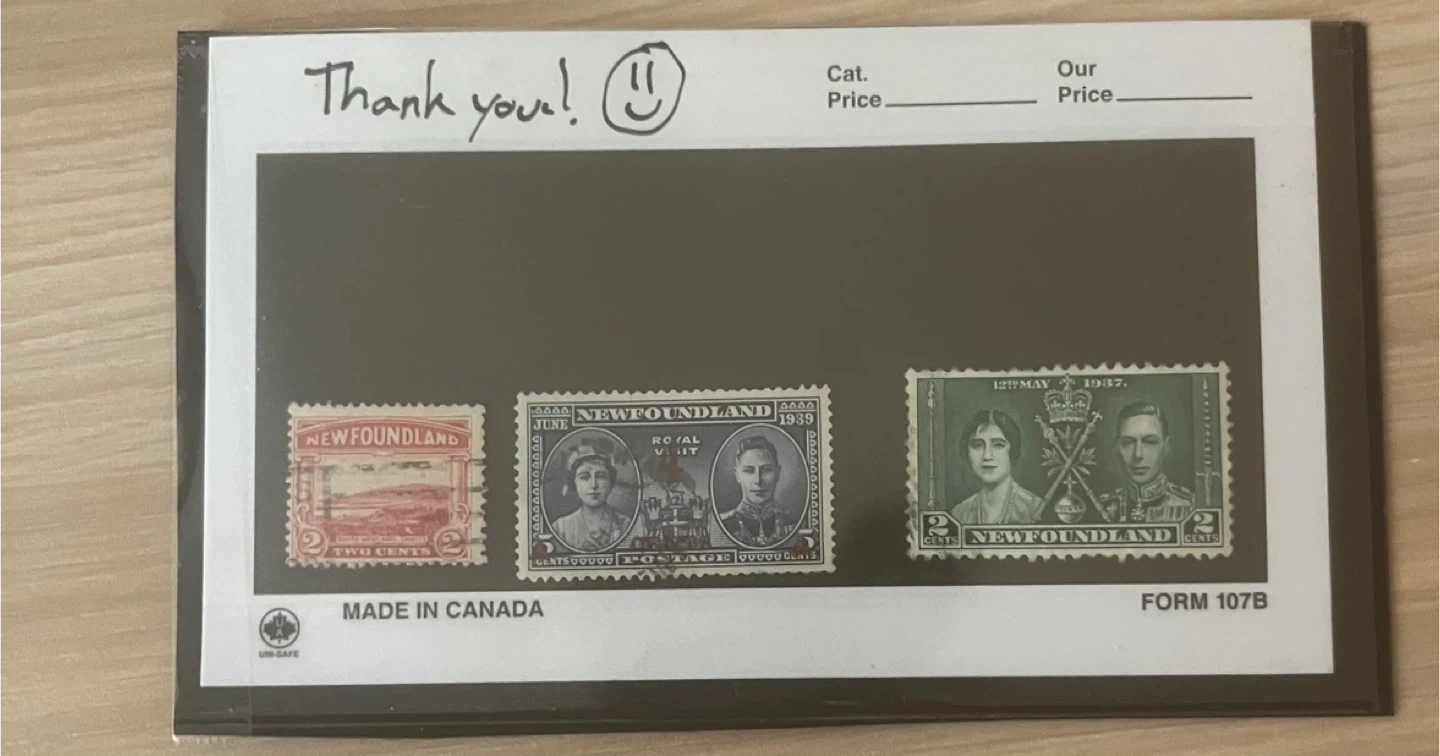 Thank you!
Cat.
Price
Our
Price
NEWFOUNDLAND
2 2
TWO CENTS
NEWFOUNDLAND
JUNE 1939
ROYAL
VISIT
4
5
CENTS POSTAGE CENTS
12TH MAY 1937.
2 2
CENTS NEWFOUNDLAND CENTS
MADE IN CANADA
FORM 107B
UNI-SAFE